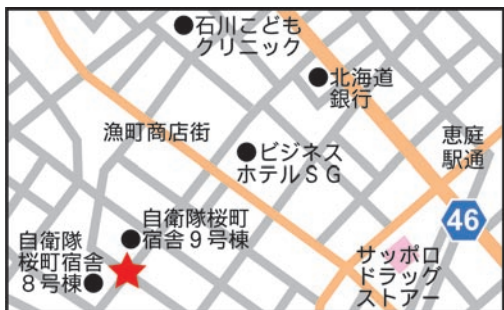 石川こども
クリニック
北海道
銀行
漁町商店街
ビジネス
ホテルＳＧ
恵庭
駅通
46
自衛隊桜町
宿舎９号棟
自衛隊
桜町宿舎
８号棟
サッポロ
ドラッグ
ストアー